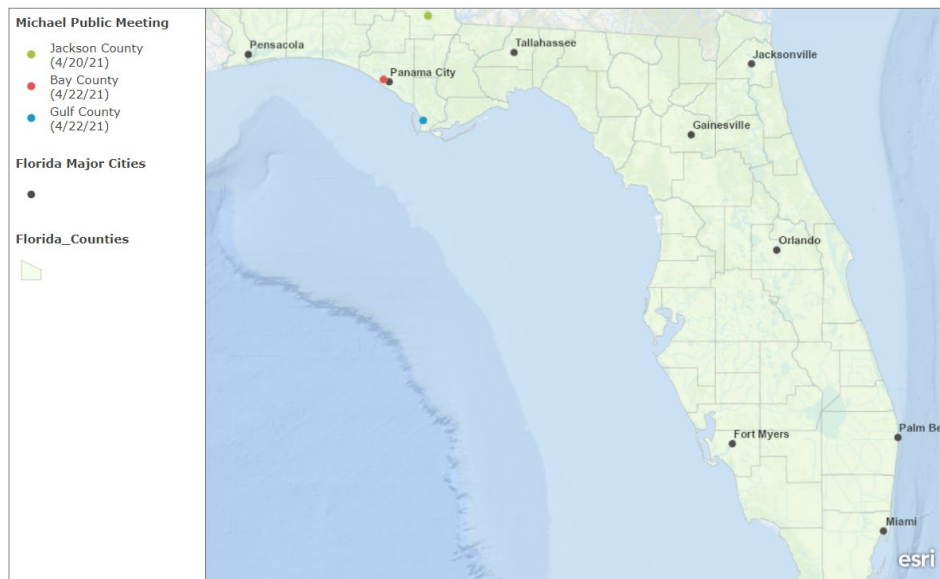 Michael Public Meeting
Jackson County
(4/20/21)
Bay County
(4/22/21)
Gulf County
(4/22/21)
Florida Major Cities
Florida_Counties
Pensacola
Tallahassee
Jacksonville
Panama City
Gainesville
Orlando
Fort Myers
Palm Be
Miami
esri